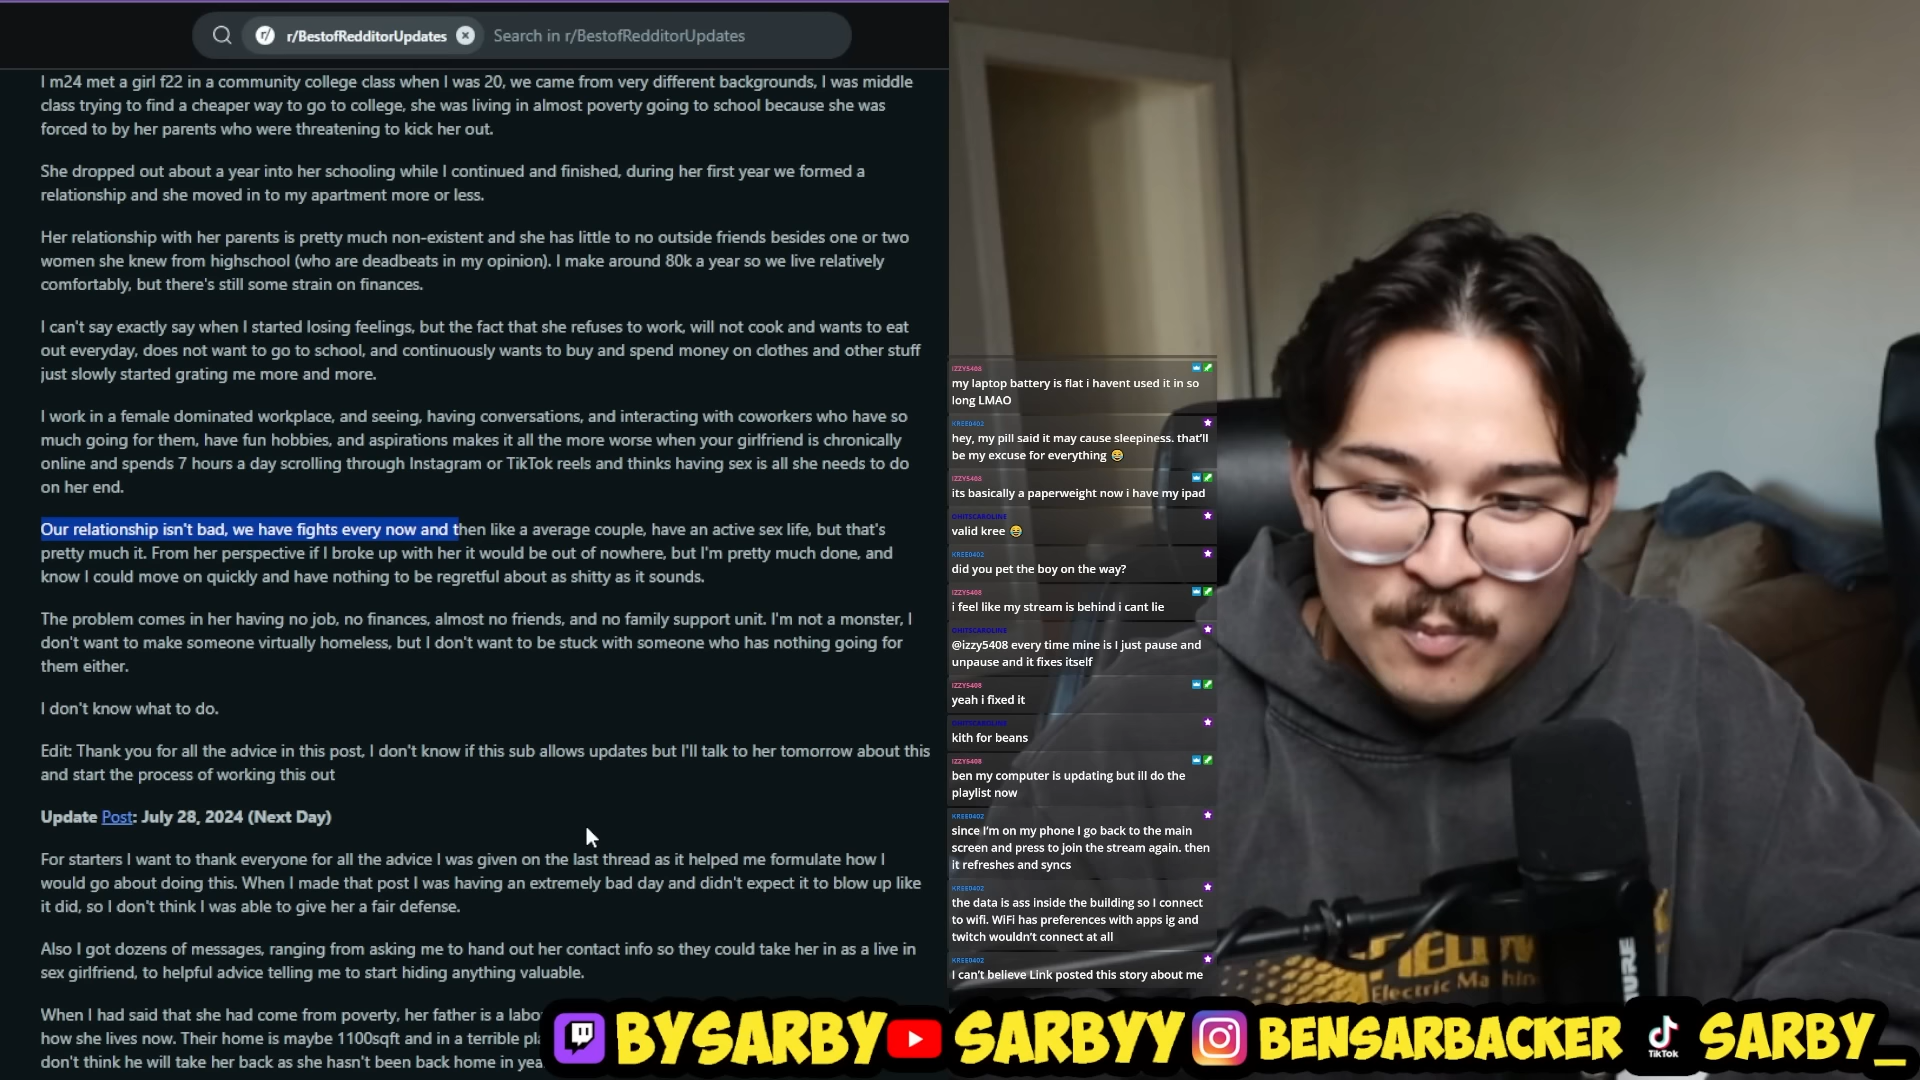 r/BestofRedditorUpdates
Search in r/BestofRedditorUpdates
I m24 met a girl f22 in a community college class when I was 20, we came from very different backgrounds, I was middle
class trying to find a cheaper way to go to college, she was living in almost poverty going to school because she was
forced to by her parents who were threatening to kick her out.
She dropped out about a year into her schooling while I continued and finished, during her first year we formed a
relationship and she moved in to my apartment more or less.
Her relationship with her parents is pretty much non-existent and she has little to no outside friends besides one or two
women she knew from highschool (who are deadbeats in my opinion). I make around 80k a year so we live relatively
comfortably, but there's still some strain on finances.
I can't say exactly say when I started losing feelings, but the fact that she refuses to work, will not cook and wants to eat
out everyday, does not want to go to school, and continuously wants to buy and spend money on clothes and other stuff
just slowly started grating me more and more.
I work in a female dominated workplace, and seeing, having conversations, and interacting with coworkers who have so
much going for them, have fun hobbies, and aspirations makes it all the more worse when your girlfriend is chronically
online and spends 7 hours a day scrolling through Instagram or TikTok reels and thinks having sex is all she needs to do
on her end.
Our relationship isn't bad, we have fights every now and then like a average couple, have an active sex life, but that's
pretty much it. From her perspective if I broke up with her it would be out of nowhere, but I'm pretty much done, and
know I could move on quickly and have nothing to be regretful about as shitty as it sounds.
The problem comes in her having no job, no finances, almost no friends, and no family support unit. I'm not a monster, I
don't want to make someone virtually homeless, but I don't want to be stuck with someone who has nothing going for
them either.
I don't know what to do.
Edit: Thank you for all the advice in this post, I don't know if this sub allows updates but I'll talk to her tomorrow about this
and start the process of working this out
Update Post: July 28, 2024 (Next Day)
For starters I want to thank everyone for all the advice I was given on the last thread as it helped me formulate how I
would go about doing this. When I made that post I was having an extremely bad day and didn't expect it to blow up like
it did, so I don't think I was able to give her a fair defense.
Also I got dozens of messages, ranging from asking me to hand out her contact info so they could take her in as a live in
sex girlfriend, to helpful advice telling me to start hiding anything valuable.
When I had said that she had come from poverty, her father is a labo
how she lives now. Their home is maybe 1100sqft and in a terrible pl
don't think he will take her back as she hasn't been back home in yea
IZZY5408
my laptop battery is flat i havent used it in so
long LMAO
KREE0402
hey, my pill said it may cause sleepiness. that'll
be my excuse for everything 😆
IZZY5408
its basically a paperweight now i have my ipad
OHITSCAROLINE
valid kree 😆
KREE0402
did you pet the boy on the way?
IZZY5408
i feel like my stream is behind i cant lie
OHITSCAROLINE
@izzy5408 every time mine is I just pause and
unpause and it fixes itself
IZZY5408
yeah i fixed it
OHITSCAROLINE
kith for beans
IZZY5408
ben my computer is updating but ill do the
playlist now
KREE0402
since I'm on my phone I go back to the main
screen and press to join the stream again. then
it refreshes and syncs
KREE0402
the data is ass inside the building so I connect
to wifi. WiFi has preferences with apps ig and
twitch wouldn't connect at all
KREE0402
I can't believe Link posted this story about me
Electric Machin
BYSARBY SARBYY BENSARBACKER TikTok SARBY_